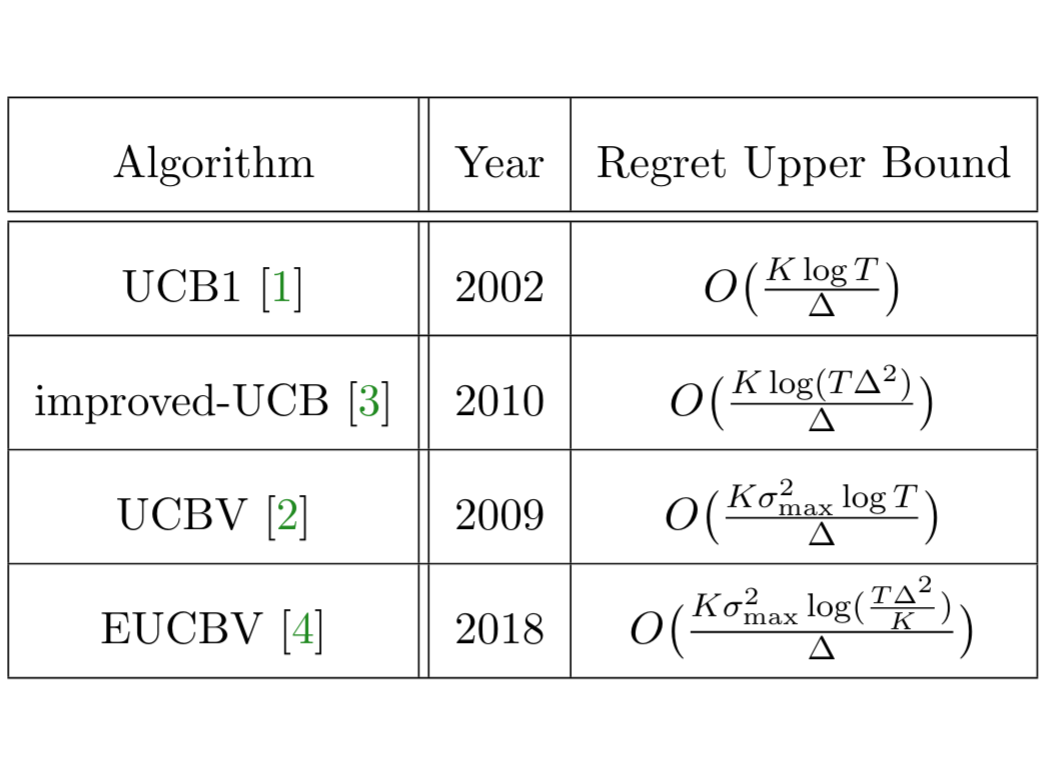 Algorithm Year Regret Upper Bound
UCB1 [1] 2002 $O\left(\frac{K \log T}{\Delta}\right)$
improved-UCB [3] 2010 $O\left(\frac{K \log(T\Delta^2)}{\Delta}\right)$
UCBV [2] 2009 $O\left(\frac{K\sigma_{\max}^2 \log T}{\Delta}\right)$
EUCBV [4] 2018 $O\left(\frac{K\sigma_{\max}^2 \log(\frac{T\Delta^2}{K})}{\Delta}\right)$